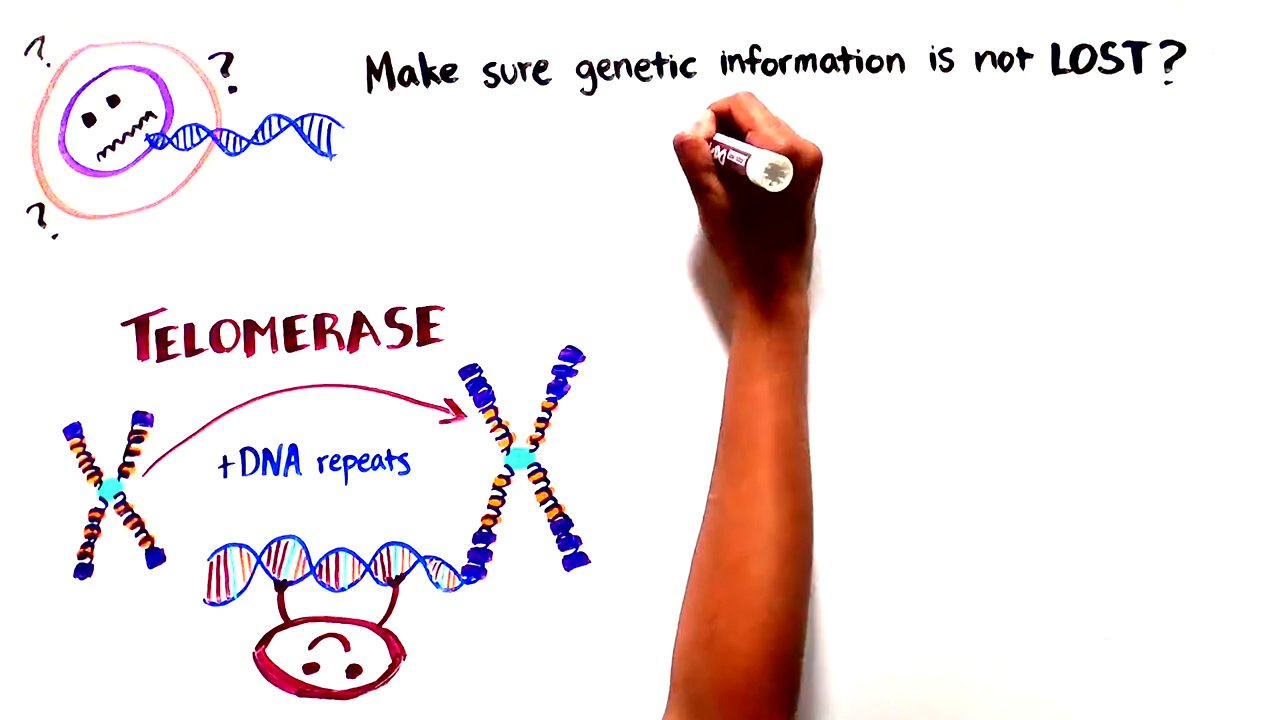 ? ? Make sure genetic information is not LOST?
?
TELOMERASE
+DNA repeats